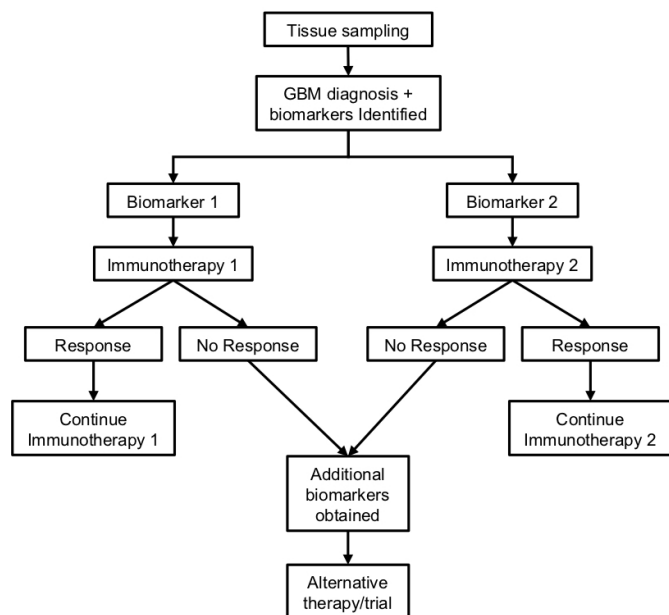 Tissue sampling
GBM diagnosis +
biomarkers Identified
Biomarker 1
Biomarker 2
Immunotherapy 1
Immunotherapy 2
Response
No Response
No Response
Response
Continue
Immunotherapy 1
Continue
Immunotherapy 2
Additional
biomarkers
obtained
Alternative
therapy/trial